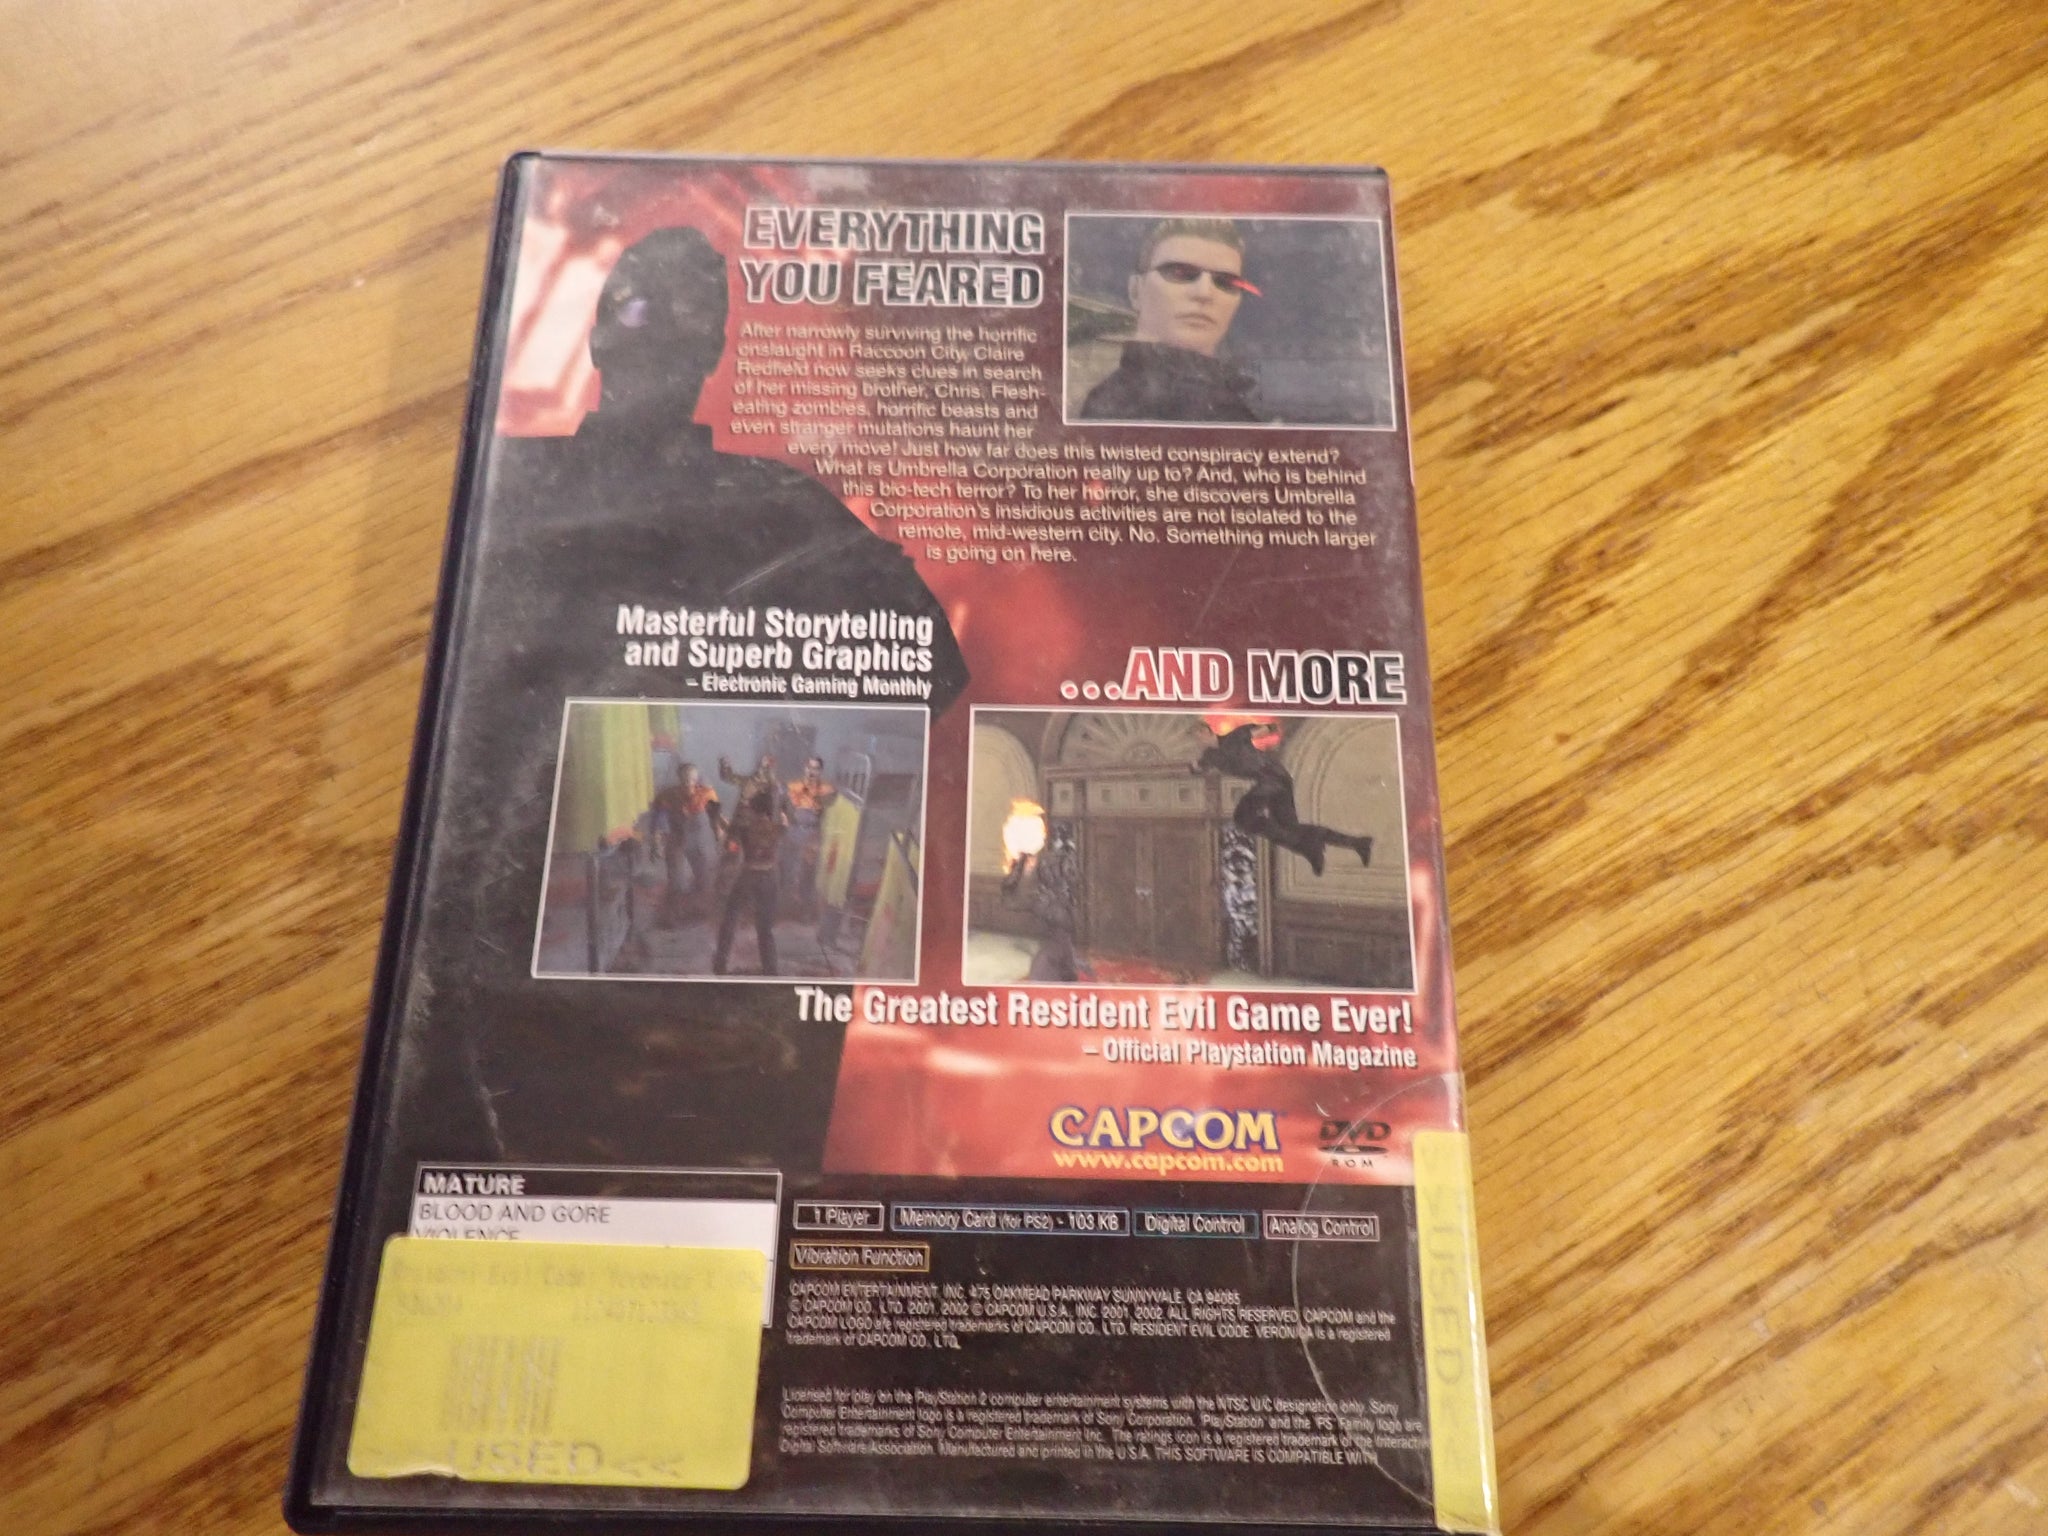 EVERYTHING
YOU FEARED
After narrowly surviving the horrific
onslaught in Raccoon City, Claire
Redfield now seeks clues in search
of her missing brother, Chris. Flesh-
eating zombies, horrific beasts and
even stranger mutations haunt her
every move! Just how far does this twisted conspiracy extend?
What is Umbrella Corporation really up to? And, who is behind
this bio-tech terror? To her horror, she discovers Umbrella
Corporation's insidious activities are not isolated to the
remote, mid-western city. No. Something much larger
is going on here.
Masterful Storytelling
and Superb Graphics
– Electronic Gaming Monthly
...AND MORE
The Greatest Resident Evil Game Ever!
– Official Playstation Magazine
CAPCOM
www.capcom.com
DVD
ROM
MATURE
BLOOD AND GORE
VIOLENCE
1 Player
Memory Card (for PS2) - 103 KB
Digital Control
Analog Control
Vibration Function
CAPCOM ENTERTAINMENT, INC. 475 OAKMEAD PARKWAY SUNNYVALE, CA 94085
© CAPCOM CO., LTD. 2001, 2002 © CAPCOM U.S.A., INC. 2001, 2002. ALL RIGHTS RESERVED. CAPCOM and the
CAPCOM LOGO are registered trademarks of CAPCOM CO., LTD. RESIDENT EVIL CODE: VERONICA is a registered
trademark of CAPCOM CO., LTD.
Licensed for play on the PlayStation 2 computer entertainment systems with the NTSC U/C designation only. Sony
Computer Entertainment logo is a registered trademark of Sony Corporation. "PlayStation" and the "PS" Family logo are
registered trademarks of Sony Computer Entertainment Inc. The ratings icon is a registered trademark of the Interactive
Digital Software Association. Manufactured and printed in the U.S.A. THIS SOFTWARE IS COMPATIBLE WITH
Resident Evil Code: Veronica
USED<<
USED